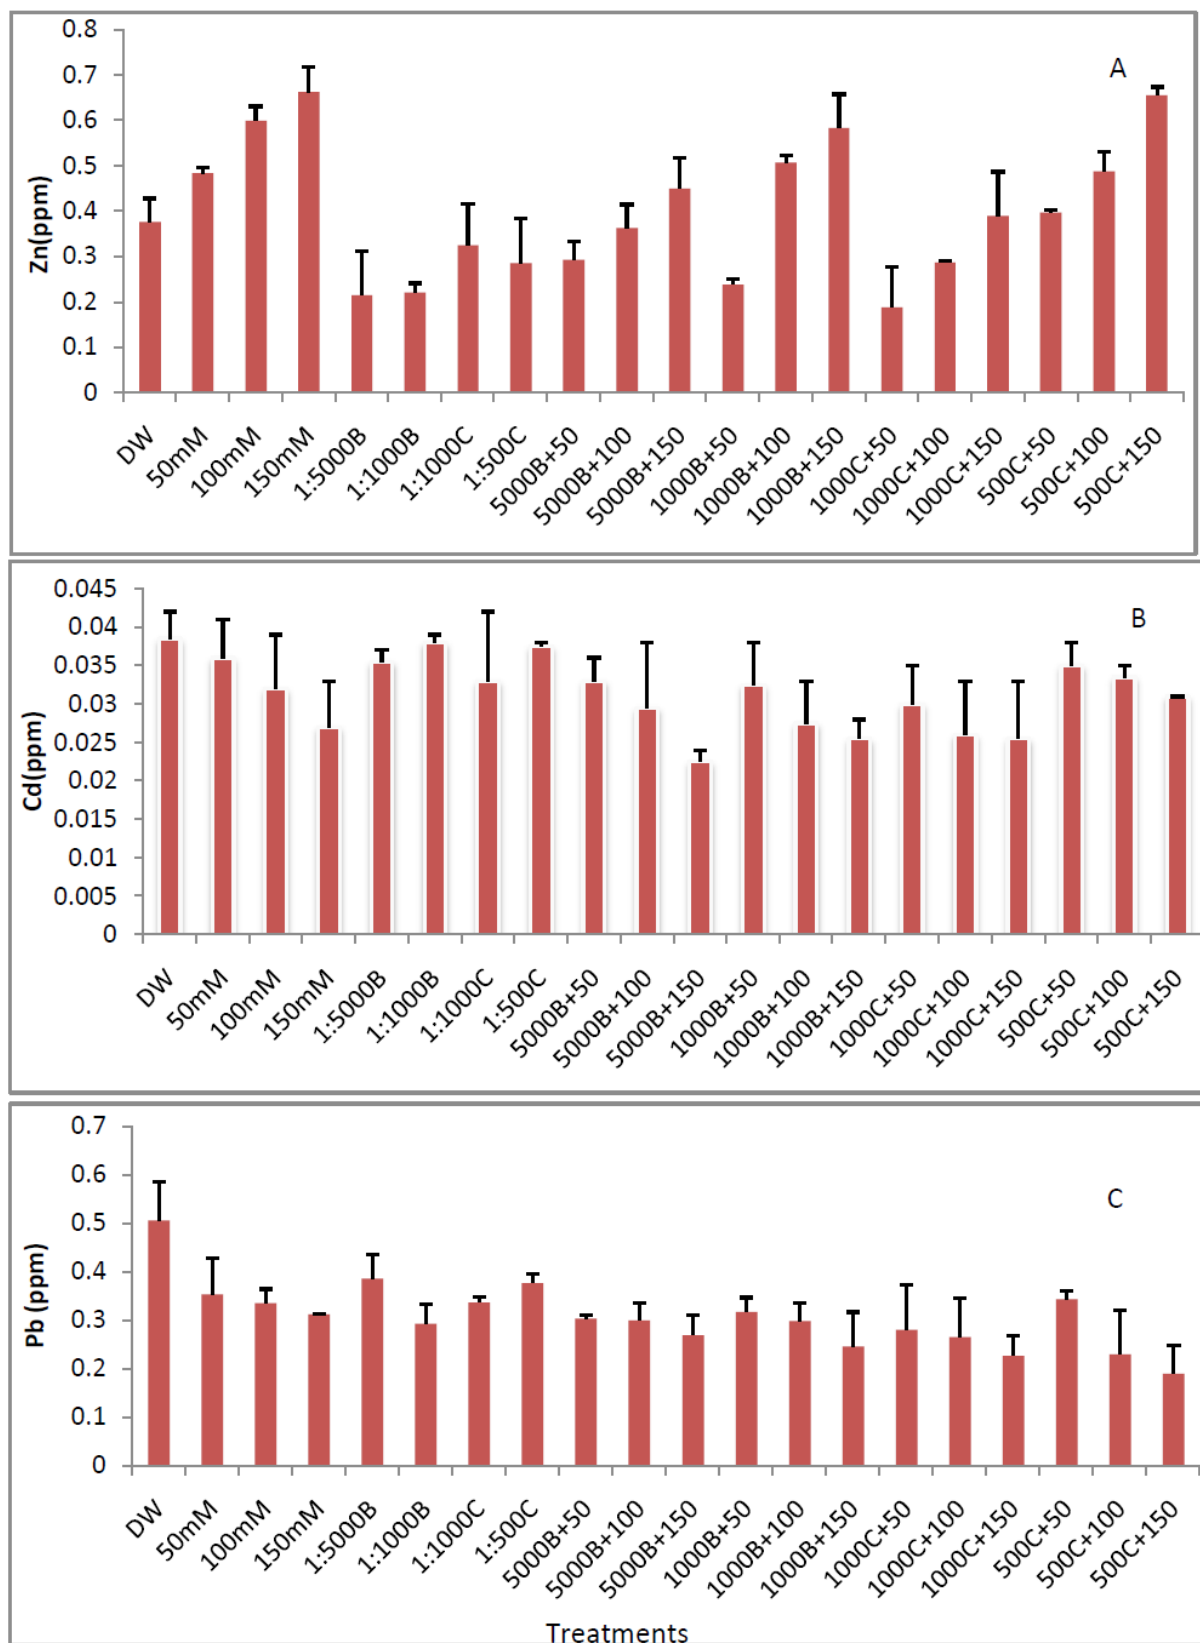 A
Zn(ppm)
0.8
0.7
0.6
0.5
0.4
0.3
0.2
0.1
0
DW
50mM
100mM
150mM
1:5000B
1:1000B
1:1000C
1:500C
5000B+50
5000B+100
5000B+150
1000B+50
1000B+100
1000B+150
1000C+50
1000C+100
1000C+150
500C+50
500C+100
500C+150
B
Cd(ppm)
0.045
0.04
0.035
0.03
0.025
0.02
0.015
0.01
0.005
0
DW
50mM
100mM
150mM
1:5000B
1:1000B
1:1000C
1:500C
5000B+50
5000B+100
5000B+150
1000B+50
1000B+100
1000B+150
1000C+50
1000C+100
1000C+150
500C+50
500C+100
500C+150
C
Pb (ppm)
0.7
0.6
0.5
0.4
0.3
0.2
0.1
0
DW
50mM
100mM
150mM
1:5000B
1:1000B
1:1000C
1:500C
5000B+50
5000B+100
5000B+150
1000B+50
1000B+100
1000B+150
1000C+50
1000C+100
1000C+150
500C+50
500C+100
500C+150
Treatments